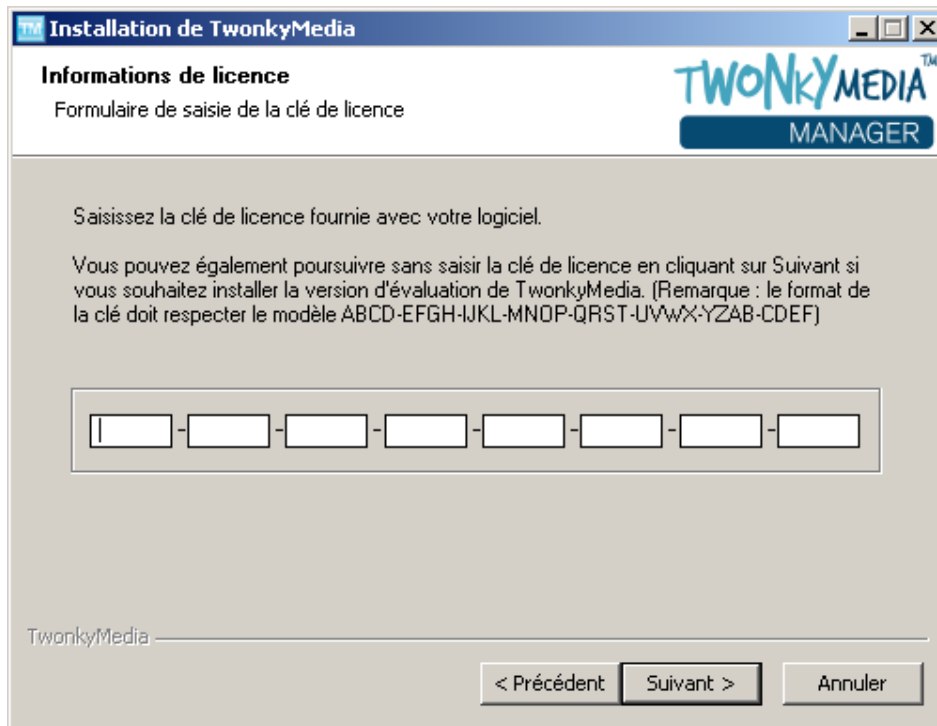 TM Installation de TwonkyMedia
Informations de licence
Formulaire de saisie de la clé de licence
TWONKYMEDIA™
MANAGER
Saisissez la clé de licence fournie avec votre logiciel.
Vous pouvez également poursuivre sans saisir la clé de licence en cliquant sur Suivant si
vous souhaitez installer la version d'évaluation de TwonkyMedia. (Remarque : le format de
la clé doit respecter le modèle ABCD-EFGH-IJKL-MNOP-QRST-UVWX-YZAB-CDEF)
- - - - - - -
TwonkyMedia
< Précédent Suivant > Annuler